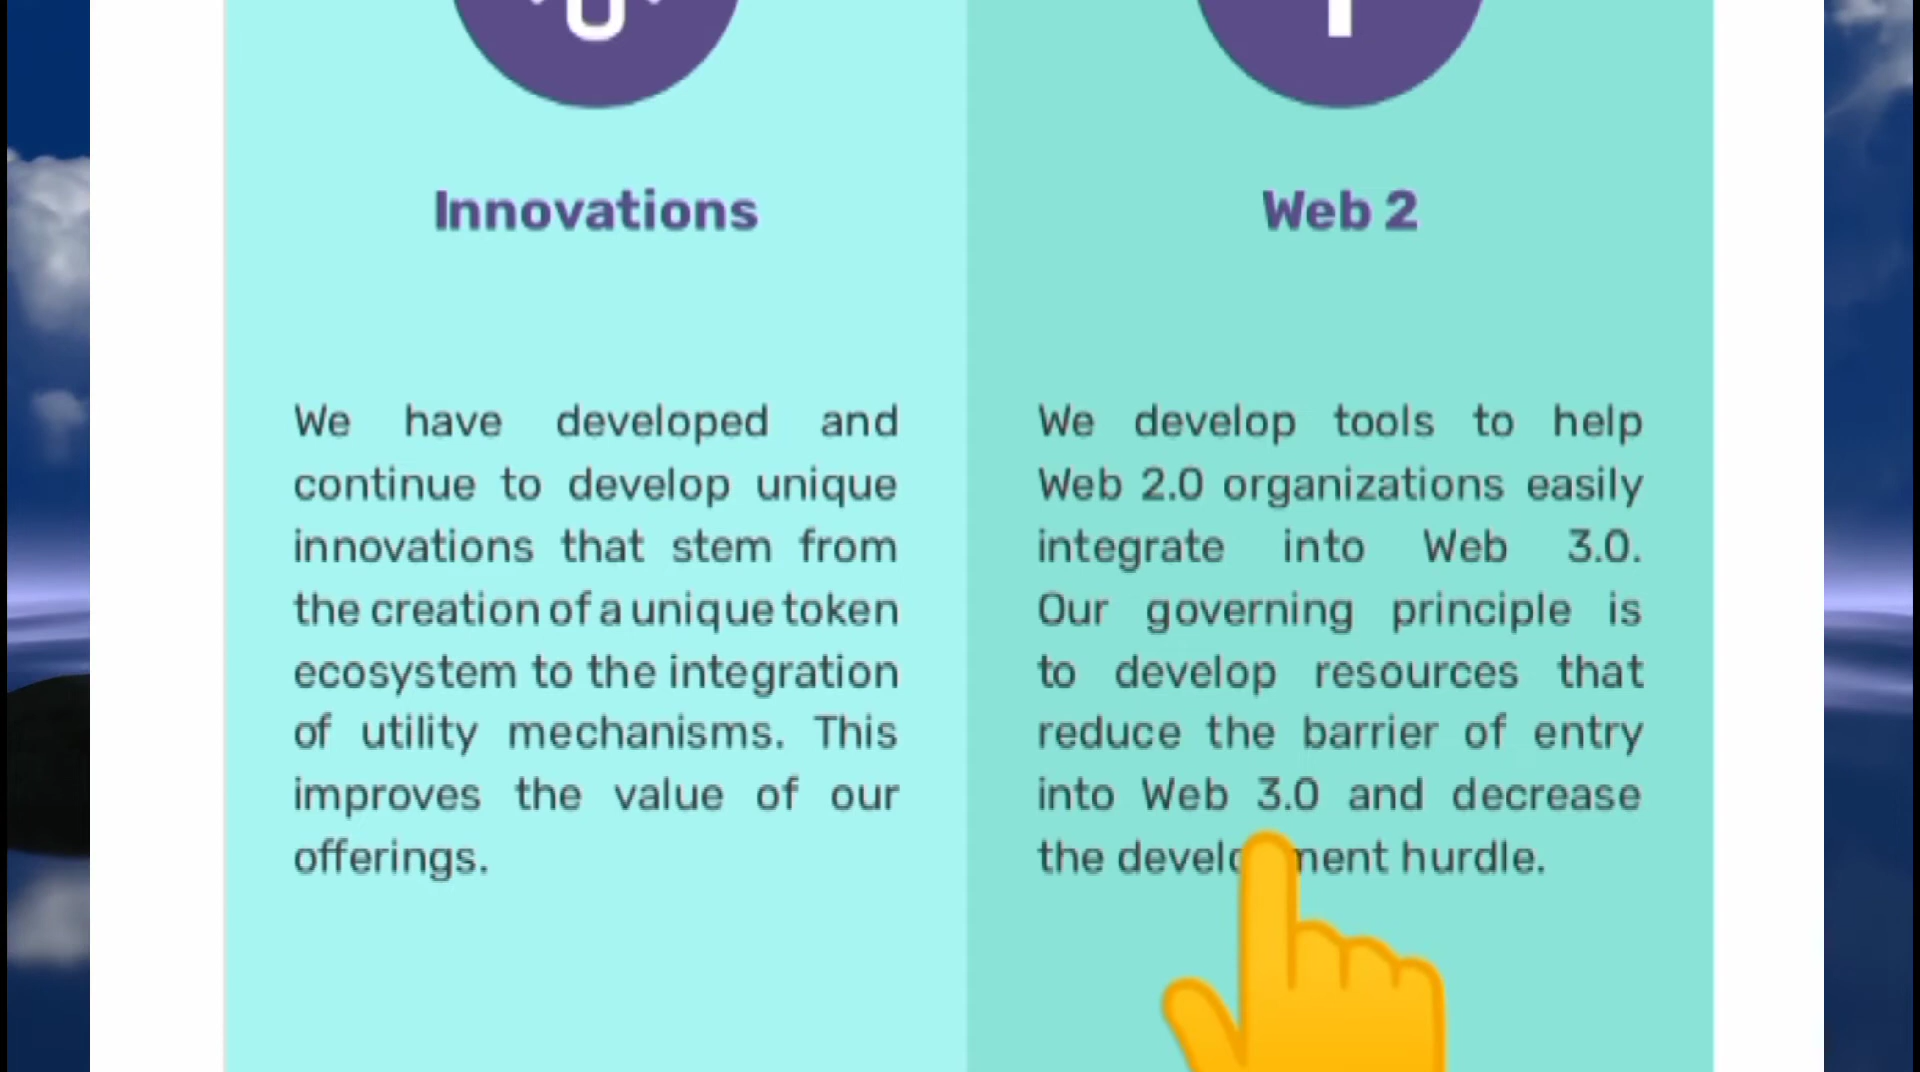 Innovations
We have developed and
continue to develop unique
innovations that stem from
the creation of a unique token
ecosystem to the integration
of utility mechanisms. This
improves the value of our
offerings.
Web 2
We develop tools to help
Web 2.0 organizations easily
integrate into Web 3.0.
Our governing principle is
to develop resources that
reduce the barrier of entry
into Web 3.0 and decrease
the hurdle.